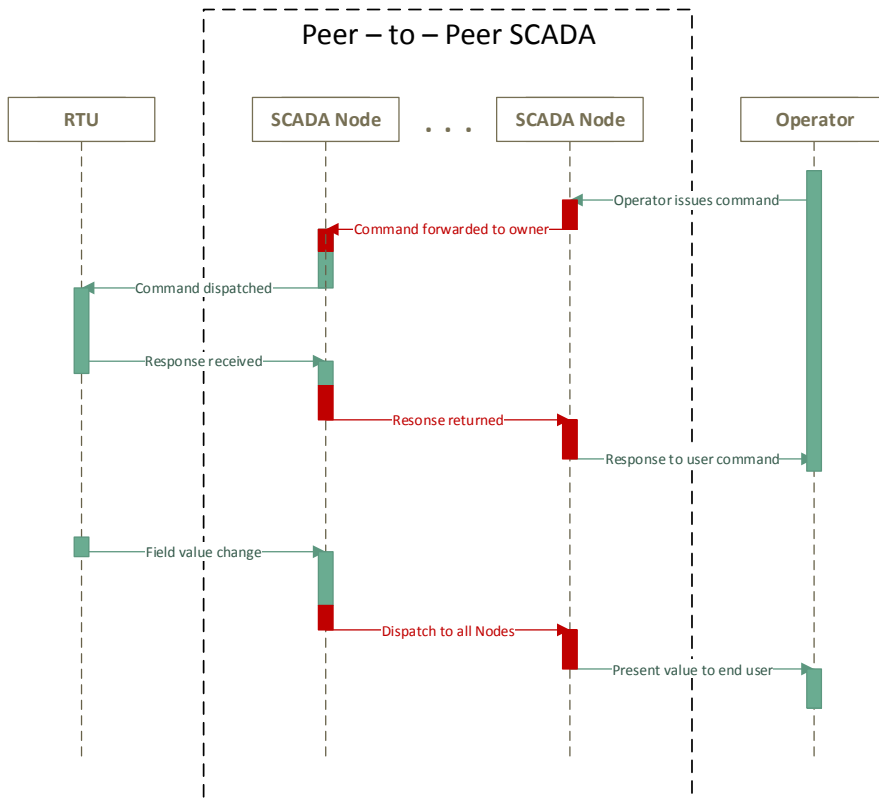 Peer – to – Peer SCADA
RTU
SCADA Node
. . .
SCADA Node
Operator
Operator issues command
Command forwarded to owner
Command dispatched
Response received
Resonse returned
Response to user command
Field value change
Dispatch to all Nodes
Present value to end user